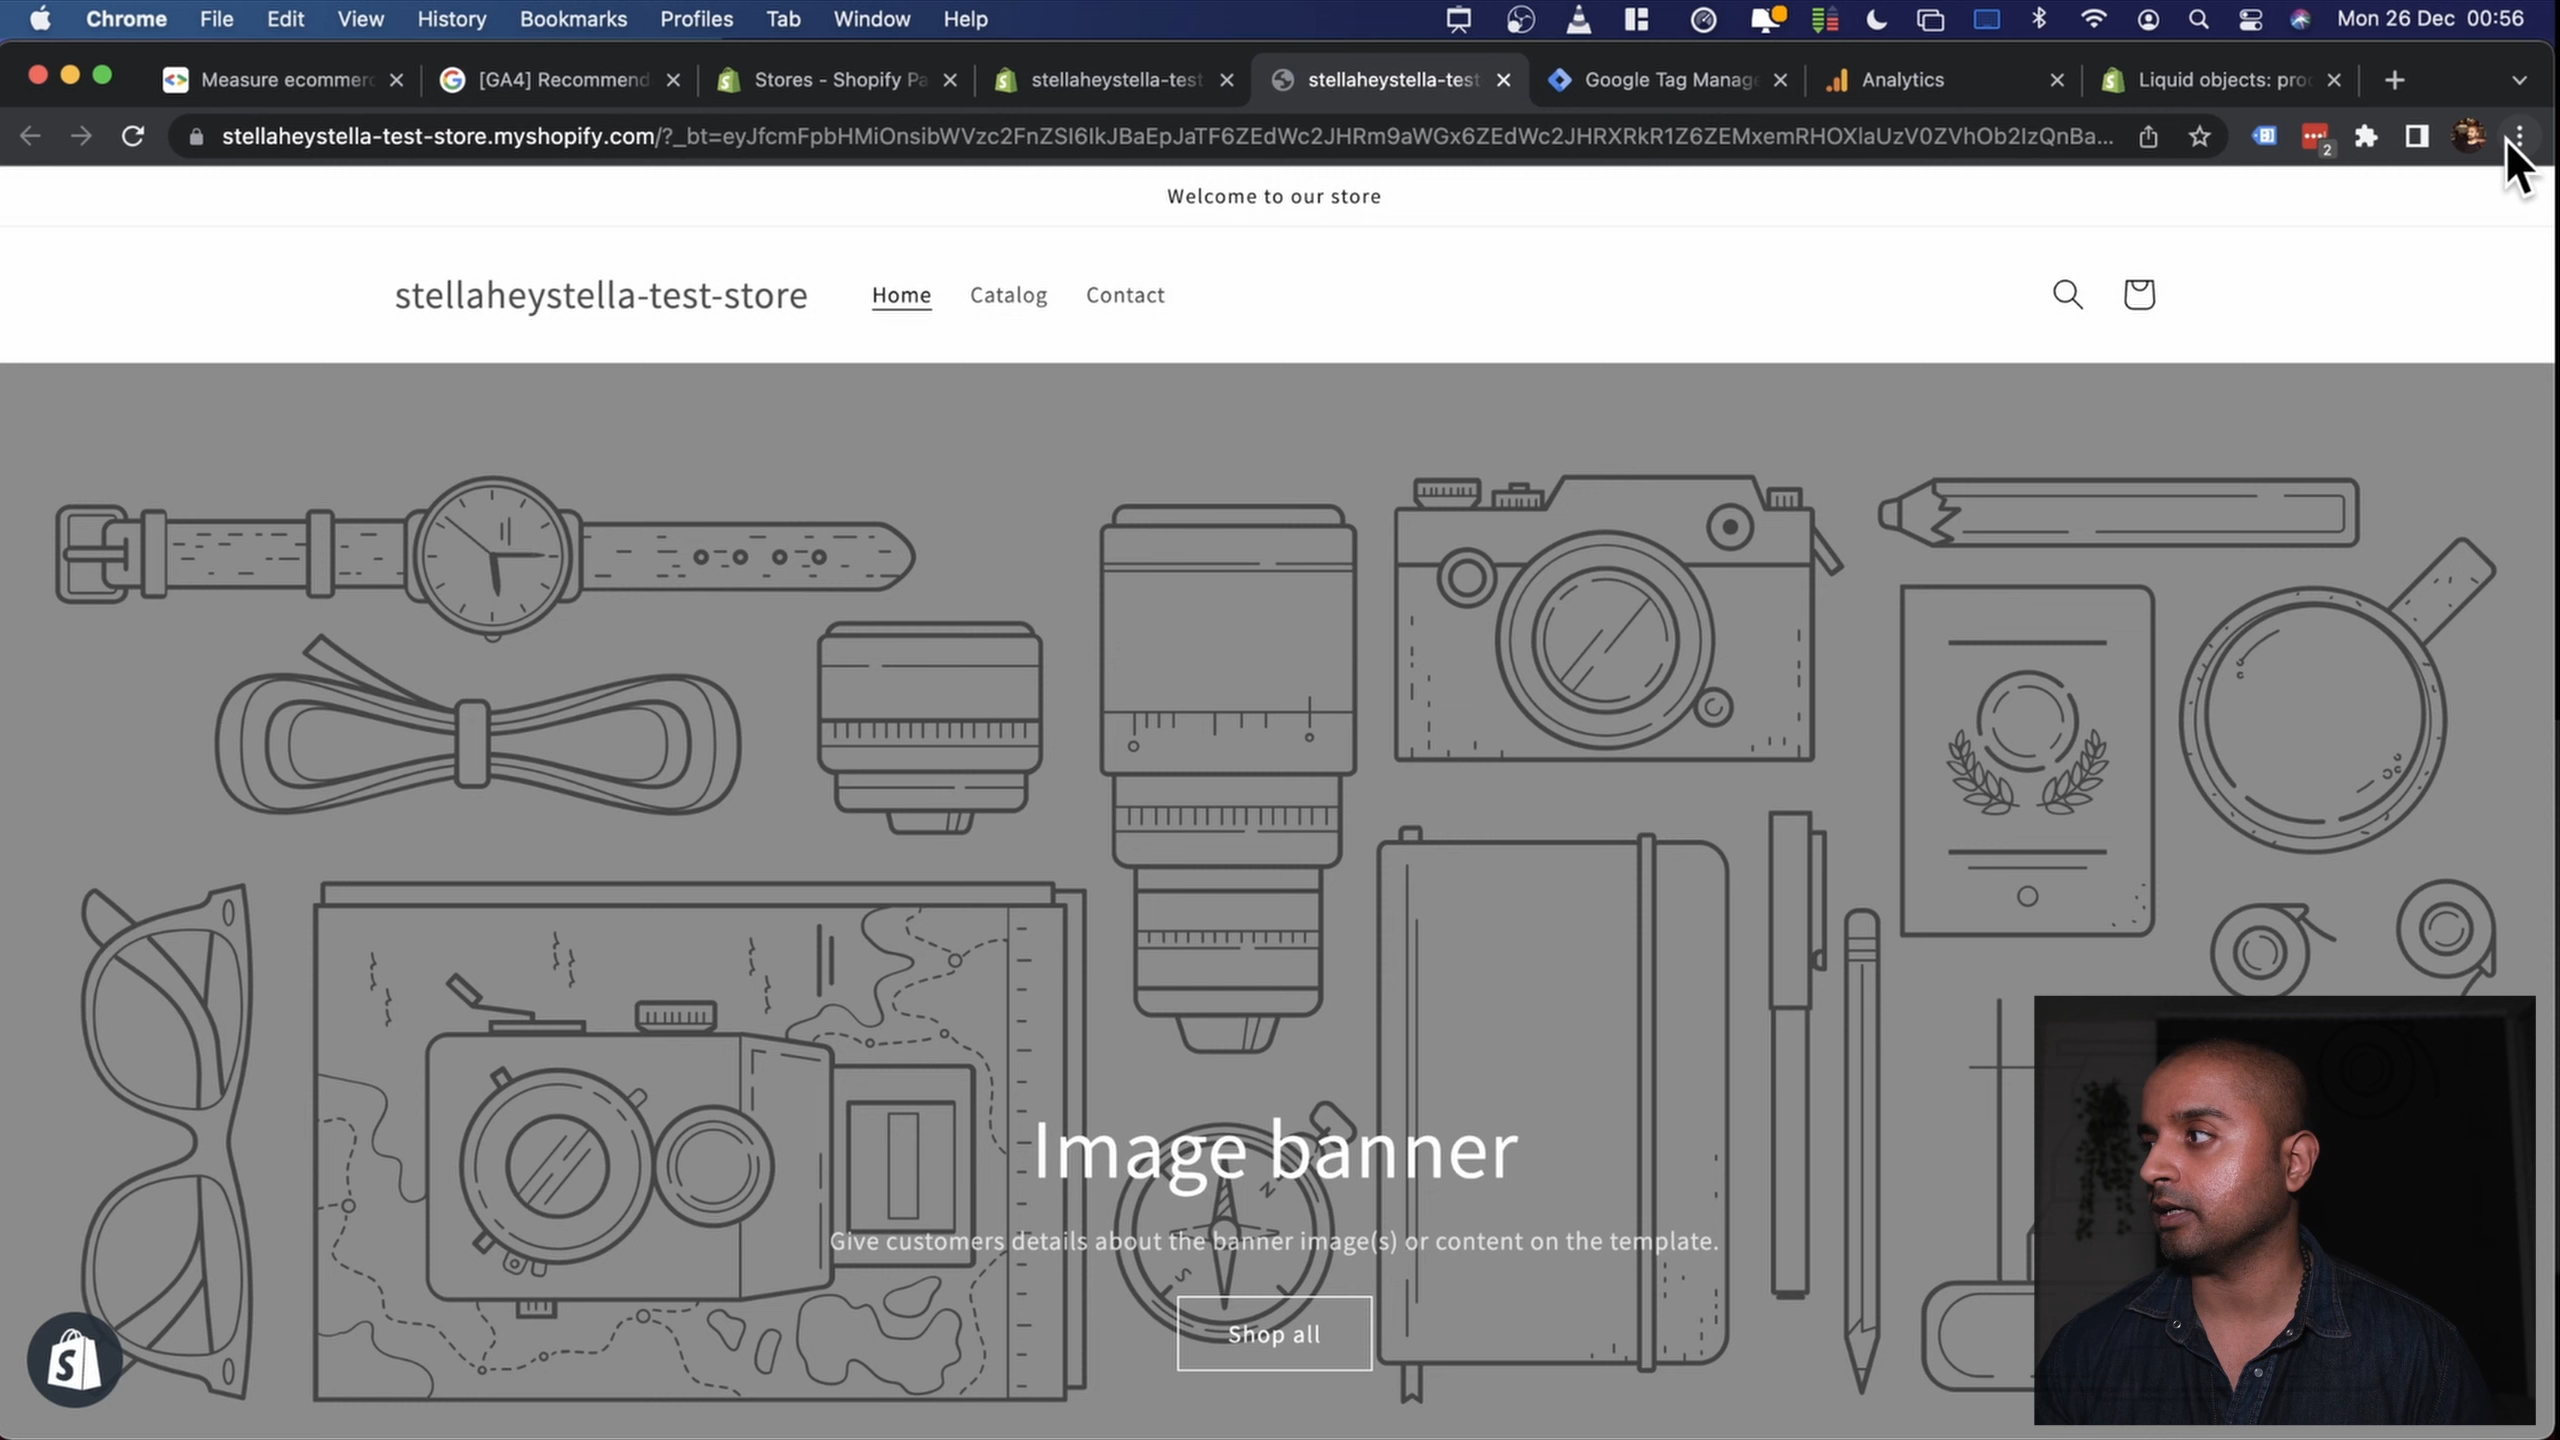 Chrome File Edit View History Bookmarks Profiles Tab Window Help Mon 26 Dec 00:56
Measure ecommerc [GA4] Recommend Stores - Shopify Pa stellaheystella-test stellaheystella-test Google Tag Manag Analytics Liquid objects: pro
stellaheystella-test-store.myshopify.com/?_bt=eyJfcmFpbHMiOnsibWVzc2FnZSI6IkJBaEpJaTF6ZEdWc2JHRm9aWGx6ZEdWc2JHRXRkR1Z6ZEMxemRHOXlaUzV0ZVhOb2IzQnBa... 2
Welcome to our store
stellaheystella-test-store Home Catalog Contact
Image banner
Give customers details about the banner image(s) or content on the template.
Shop all
N
S
S